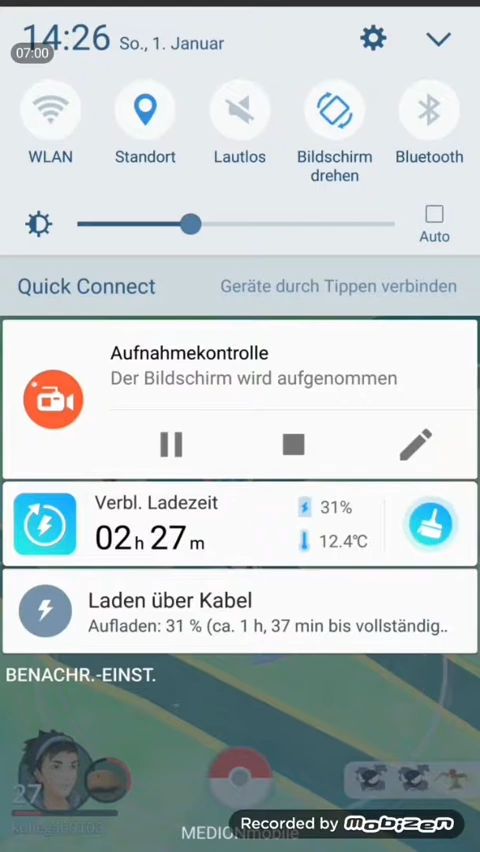 14:26 So., 1. Januar
07:00
WLAN
Standort
Lautlos
Bildschirm
drehen
Bluetooth
Auto
Quick Connect Geräte durch Tippen verbinden
Aufnahmekontrolle
Der Bildschirm wird aufgenommen
Verbl. Ladezeit
02h 27m
31%
12.4°C
Laden über Kabel
Aufladen: 31 % (ca. 1 h, 37 min bis vollständig..
BENACHR.-EINST.
27
MEDIONmobile
Recorded by mobizen